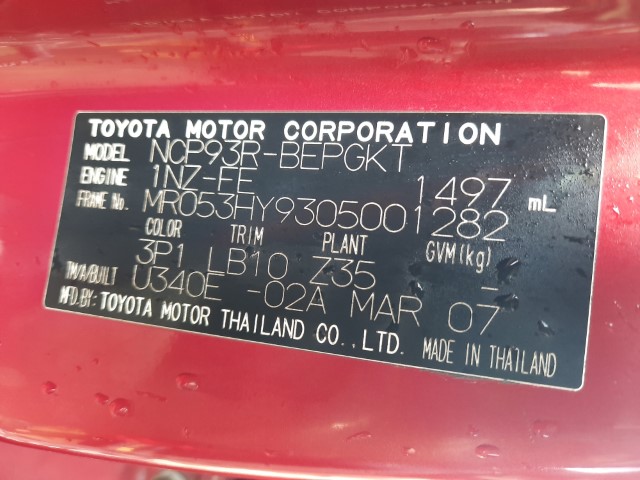 TOYOTA MOTOR CORPORATION
MODEL NCP93R-BEPGKT
ENGINE 1NZ-FE 1497 mL
FRAME No. MR053HY9305001282
COLOR TRIM PLANT GVM(kg)
3P1 LB10 Z35 -
TM/A/BUILT U340E -02A MAR 07
MFD.BY: TOYOTA MOTOR THAILAND CO.,LTD. MADE IN THAILAND